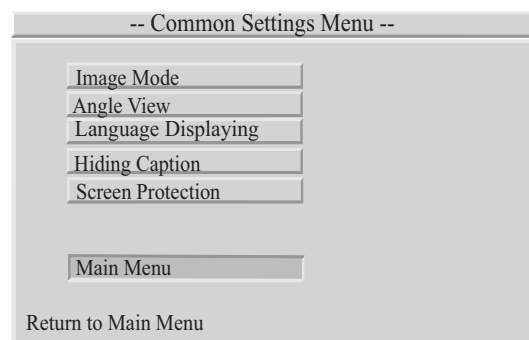 -- Common Settings Menu --
Image Mode
Angle View
Language Displaying
Hiding Caption
Screen Protection
Main Menu
Return to Main Menu